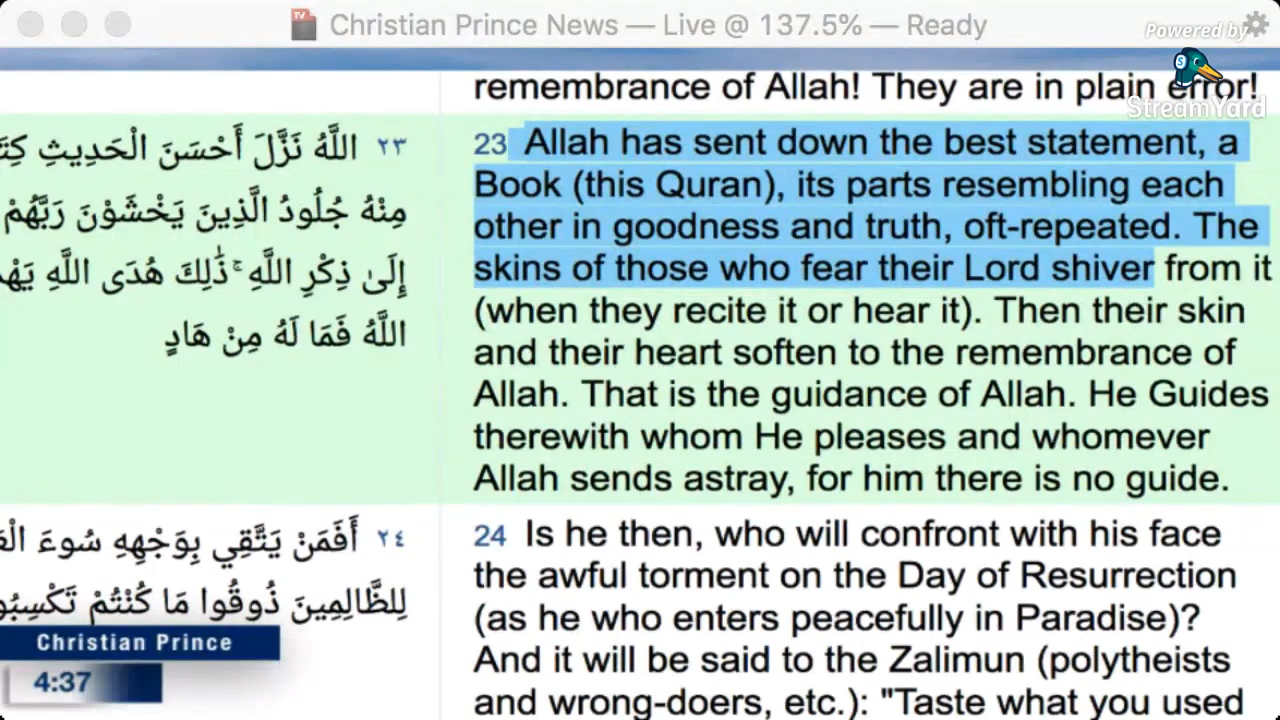 Christian Prince News — Live @ 137.5% — Ready
Powered by
StreamYard
remembrance of Allah! They are in plain error!
٢٣ اللَّهُ نَزَّلَ أَحْسَنَ الْحَدِيثِ
مِنْهُ جُلُودُ الَّذِينَ يَخْشَوْنَ رَبَّهُمْ
إِلَىٰ ذِكْرِ اللَّهِ ۚ ذَٰلِكَ هُدَى اللَّهِ
اللَّهُ فَمَا لَهُ مِنْ هَادٍ
23 Allah has sent down the best statement, a
Book (this Quran), its parts resembling each
other in goodness and truth, oft-repeated. The
skins of those who fear their Lord shiver from it
(when they recite it or hear it). Then their skin
and their heart soften to the remembrance of
Allah. That is the guidance of Allah. He Guides
therewith whom He pleases and whomever
Allah sends astray, for him there is no guide.
٢٤ أَفَمَنْ يَتَّقِي بِوَجْهِهِ سُوءَ
لِلظَّالِمِينَ ذُوقُوا مَا كُنْتُمْ
24 Is he then, who will confront with his face
the awful torment on the Day of Resurrection
(as he who enters peacefully in Paradise)?
And it will be said to the Zalimun (polytheists
and wrong-doers, etc.): "Taste what you used
Christian Prince
4:37